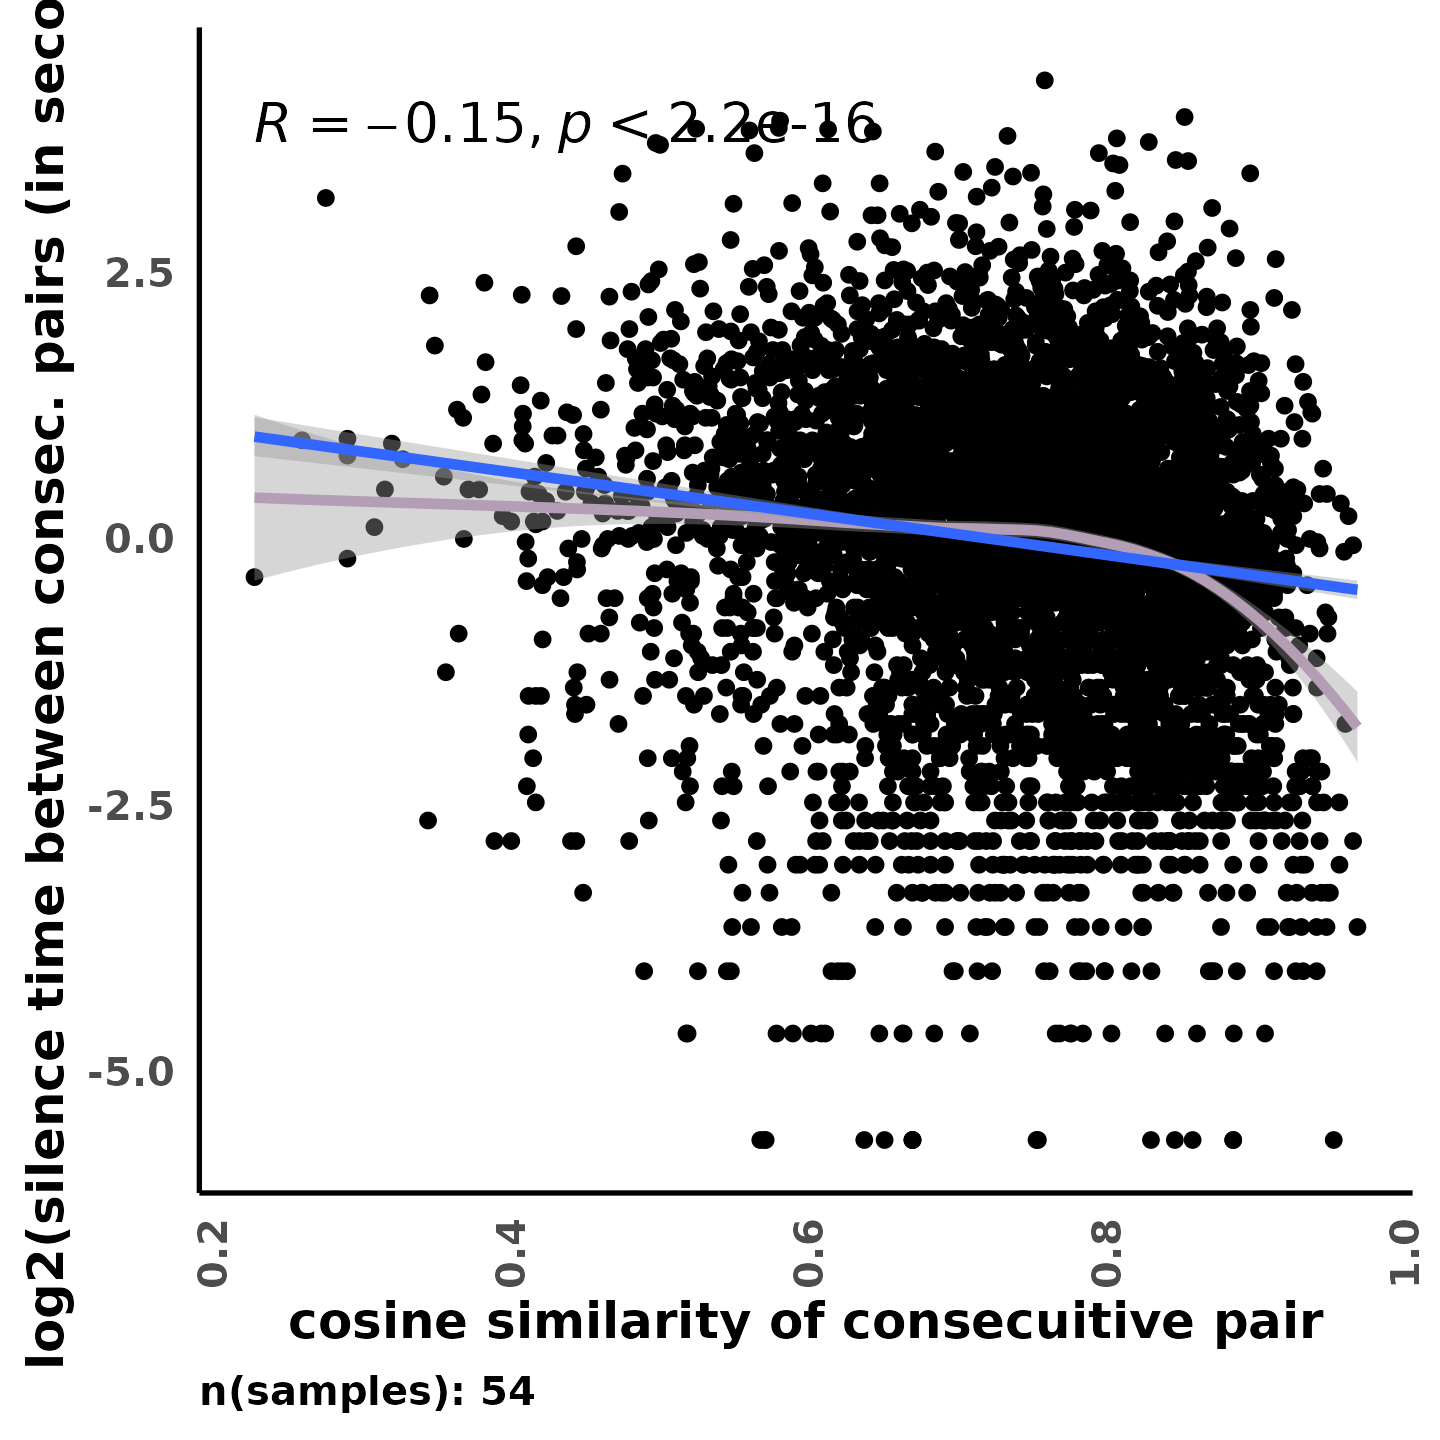 log2(silence time between consec. pairs (in seco
R = −0.15, p < 2.2e-16
2.5
0.0
-2.5
-5.0
0.2
0.4
0.6
0.8
1.0
cosine similarity of consecuitive pair
n(samples): 54